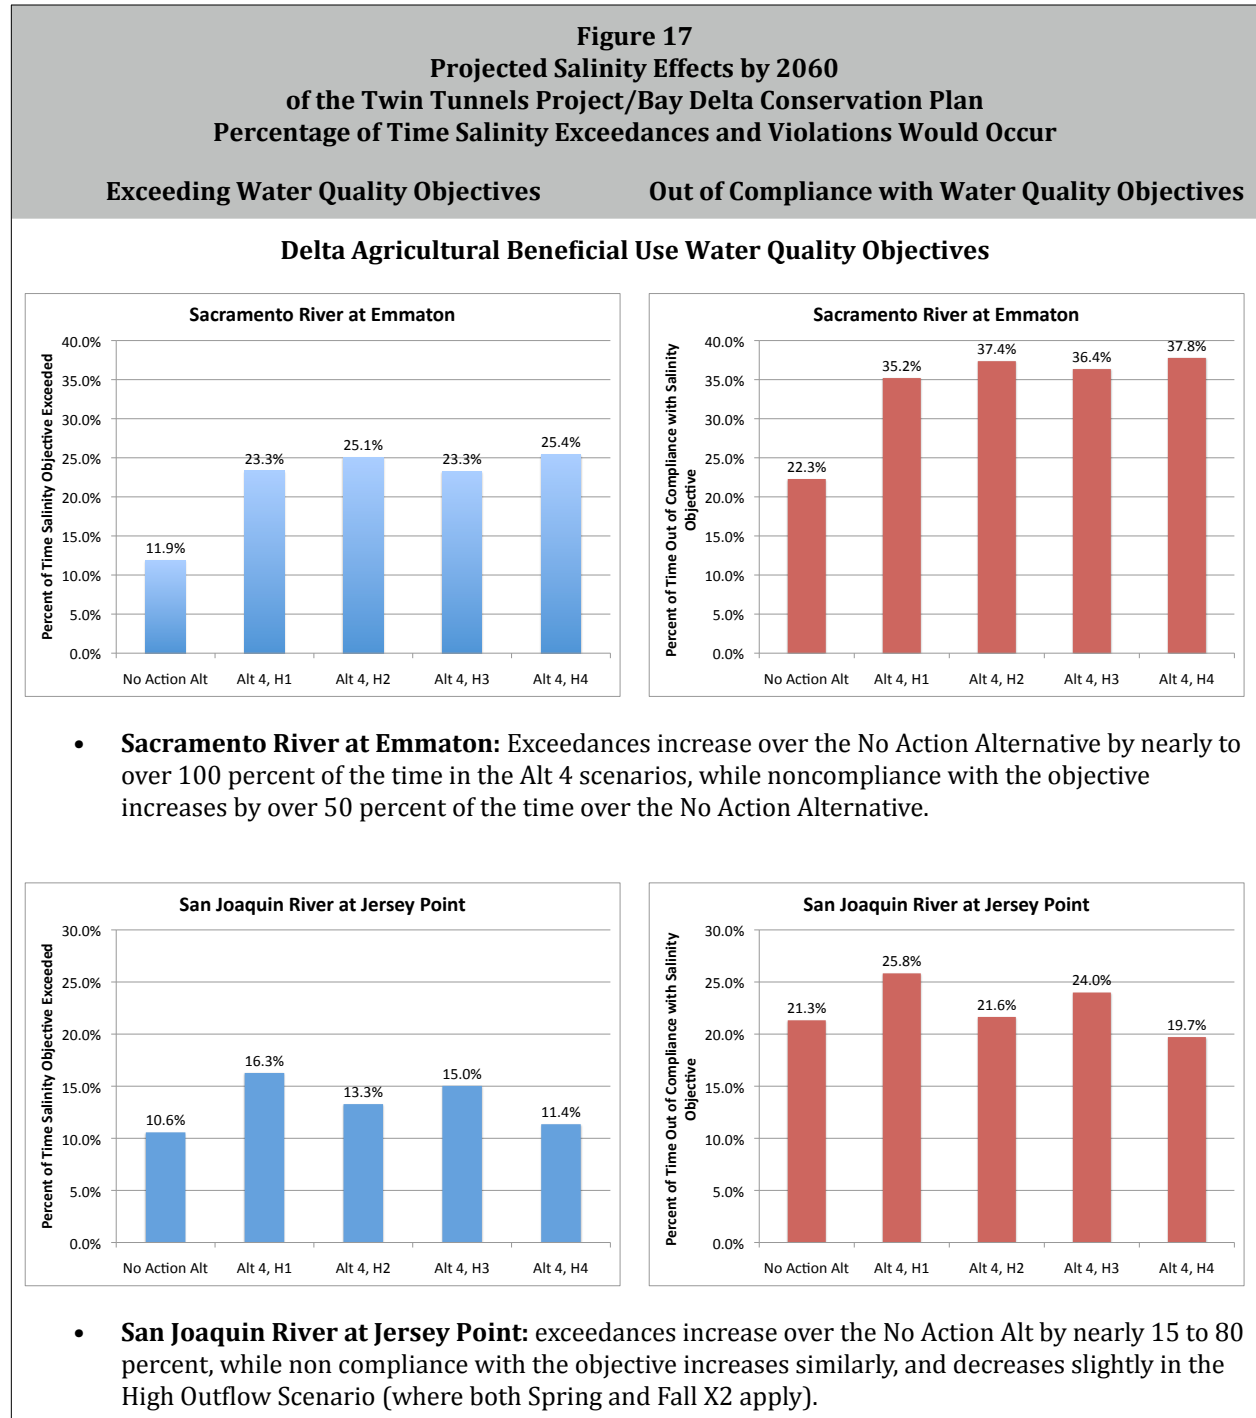 Figure 17
Projected Salinity Effects by 2060
of the Twin Tunnels Project/Bay Delta Conservation Plan
Percentage of Time Salinity Exceedances and Violations Would Occur
Exceeding Water Quality Objectives
Out of Compliance with Water Quality Objectives
Delta Agricultural Beneficial Use Water Quality Objectives
Sacramento River at Emmaton
Percent of Time Salinity Objective Exceeded
40.0%
35.0%
30.0%
25.0%
20.0%
15.0%
10.0%
5.0%
0.0%
11.9%
23.3%
25.1%
23.3%
25.4%
No Action Alt
Alt 4, H1
Alt 4, H2
Alt 4, H3
Alt 4, H4
Sacramento River at Emmaton
Percent of Time Out of Compliance with Salinity
Objective
40.0%
35.0%
30.0%
25.0%
20.0%
15.0%
10.0%
5.0%
0.0%
22.3%
35.2%
37.4%
36.4%
37.8%
No Action Alt
Alt 4, H1
Alt 4, H2
Alt 4, H3
Alt 4, H4
• Sacramento River at Emmaton: Exceedances increase over the No Action Alternative by nearly to
over 100 percent of the time in the Alt 4 scenarios, while noncompliance with the objective
increases by over 50 percent of the time over the No Action Alternative.
San Joaquin River at Jersey Point
Percent of Time Salinity Objective Exceeded
30.0%
25.0%
20.0%
15.0%
10.0%
5.0%
0.0%
10.6%
16.3%
13.3%
15.0%
11.4%
No Action Alt
Alt 4, H1
Alt 4, H2
Alt 4, H3
Alt 4, H4
San Joaquin River at Jersey Point
Percent of Time Out of Compliance with Salinity
Objective
30.0%
25.0%
20.0%
15.0%
10.0%
5.0%
0.0%
21.3%
25.8%
21.6%
24.0%
19.7%
No Action Alt
Alt 4, H1
Alt 4, H2
Alt 4, H3
Alt 4, H4
• San Joaquin River at Jersey Point: exceedances increase over the No Action Alt by nearly 15 to 80
percent, while non compliance with the objective increases similarly, and decreases slightly in the
High Outflow Scenario (where both Spring and Fall X2 apply).